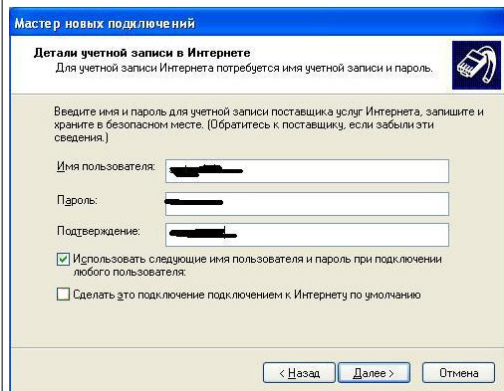 Мастер новых подключений
Детали учетной записи в Интернете
Для учетной записи Интернета потребуется имя учетной записи и пароль.
Введите имя и пароль для учетной записи поставщика услуг Интернета, запишите и
храните в безопасном месте. (Обратитесь к поставщику, если забыли эти
сведения.)
Имя пользователя:
Пароль:
Подтверждение:
Использовать следующие имя пользователя и пароль при подключении
любого пользователя:
Сделать это подключение подключением к Интернету по умолчанию
< Назад Далее > Отмена